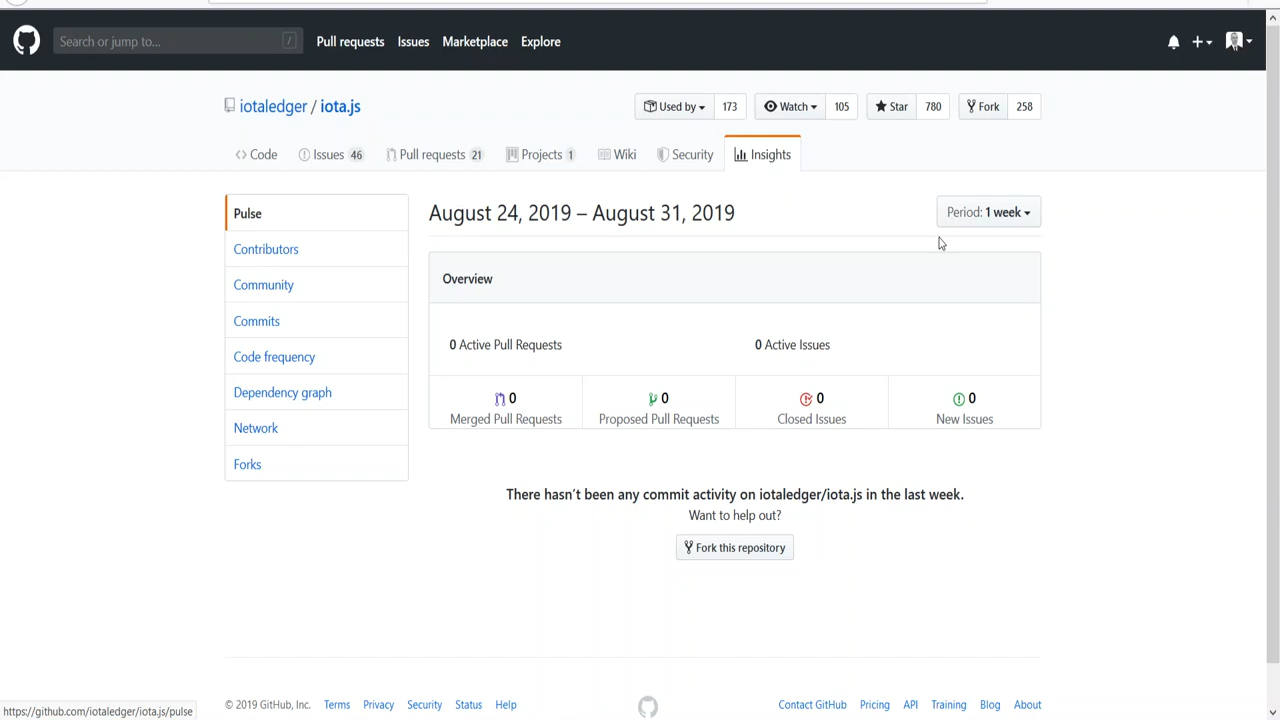 Search or jump to... /
Pull requests Issues Marketplace Explore
iotaledger / iota.js
Used by 173 Watch 105 Star 780 Fork 258
Code Issues 46 Pull requests 21 Projects 1 Wiki Security Insights
Pulse
Contributors
Community
Commits
Code frequency
Dependency graph
Network
Forks
August 24, 2019 – August 31, 2019
Period: 1 week
Overview
0 Active Pull Requests 0 Active Issues
0 0 0 0
Merged Pull Requests Proposed Pull Requests Closed Issues New Issues
There hasn't been any commit activity on iotaledger/iota.js in the last week.
Want to help out?
Fork this repository
© 2019 GitHub, Inc. Terms Privacy Security Status Help Contact GitHub Pricing API Training Blog About
https://github.com/iotaledger/iota.js/pulse